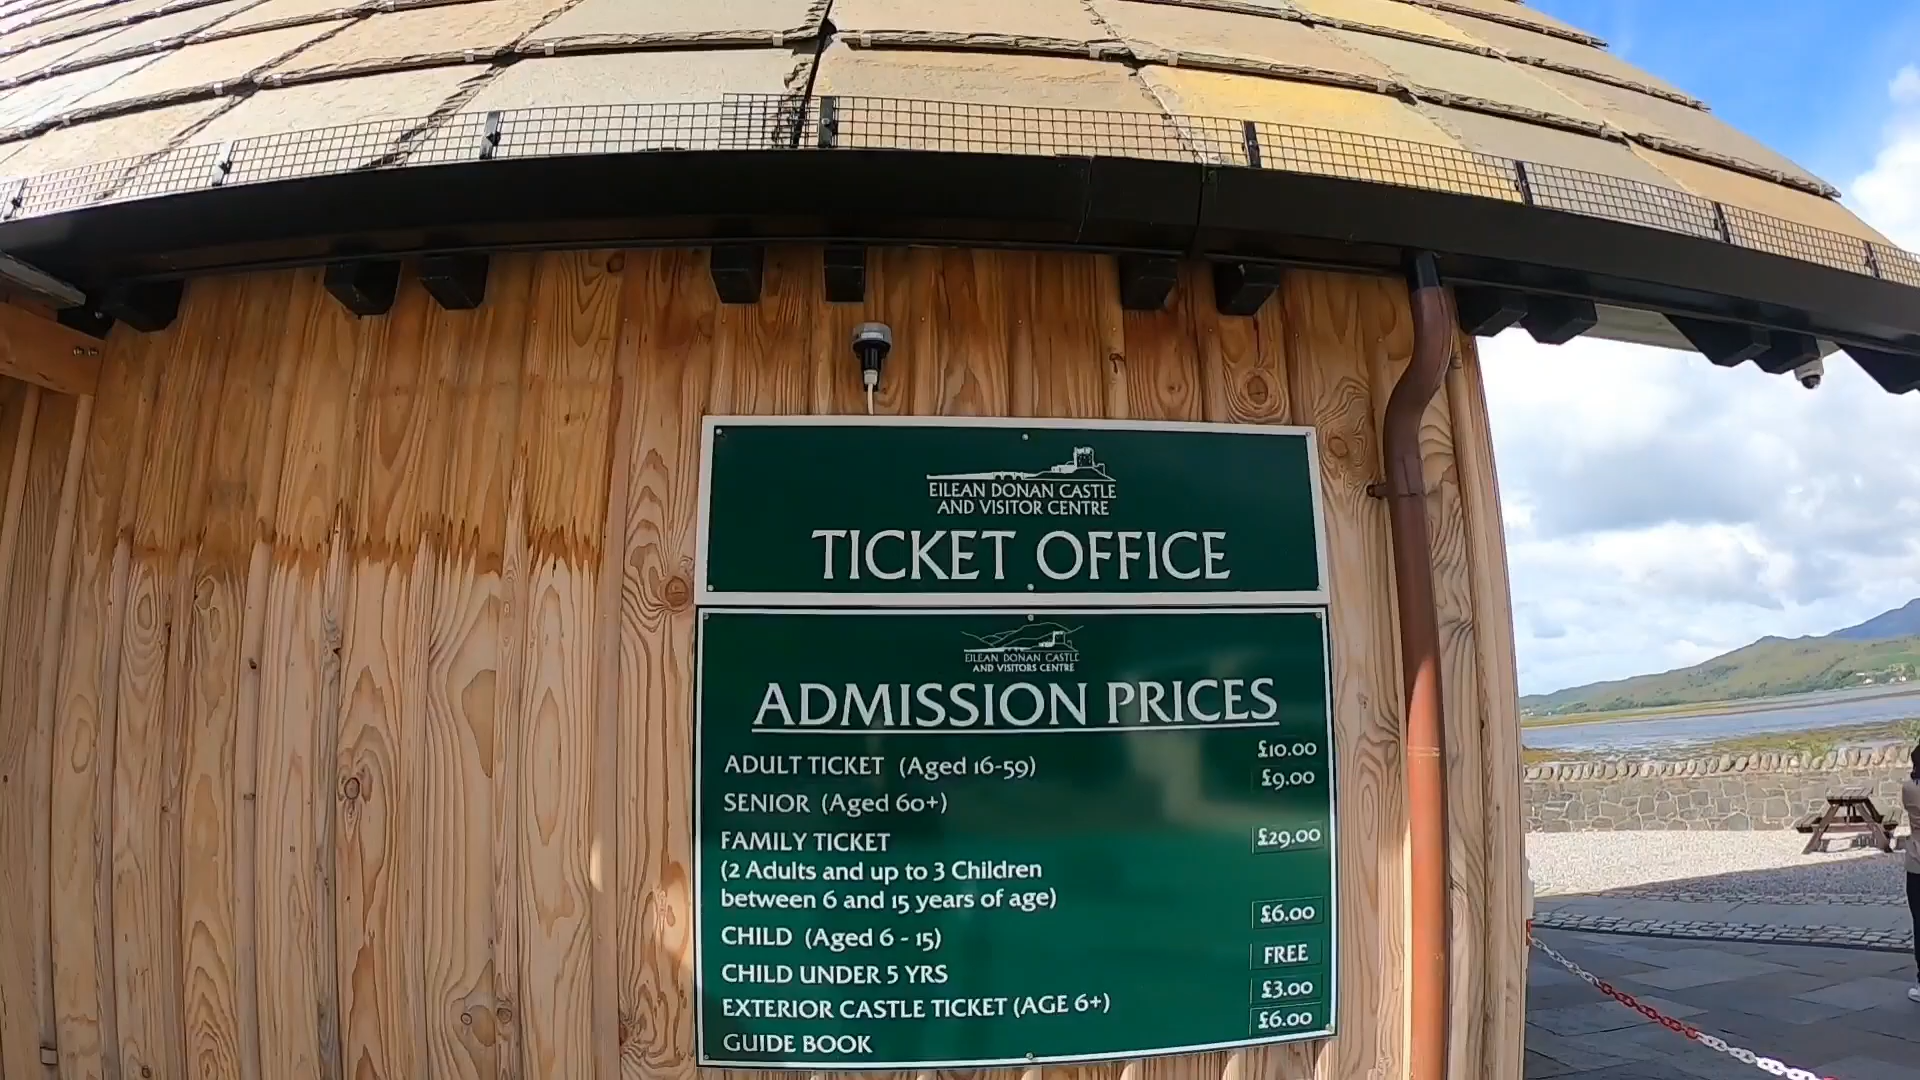 EILEAN DONAN CASTLE
AND VISITOR CENTRE
TICKET OFFICE
EILEAN DONAN CASTLE
AND VISITORS CENTRE
ADMISSION PRICES
ADULT TICKET (Aged 16-59) £10.00
SENIOR (Aged 60+) £9.00
FAMILY TICKET £29.00
(2 Adults and up to 3 Children
between 6 and 15 years of age)
CHILD (Aged 6 - 15) £6.00
CHILD UNDER 5 YRS FREE
EXTERIOR CASTLE TICKET (AGE 6+) £3.00
GUIDE BOOK £6.00